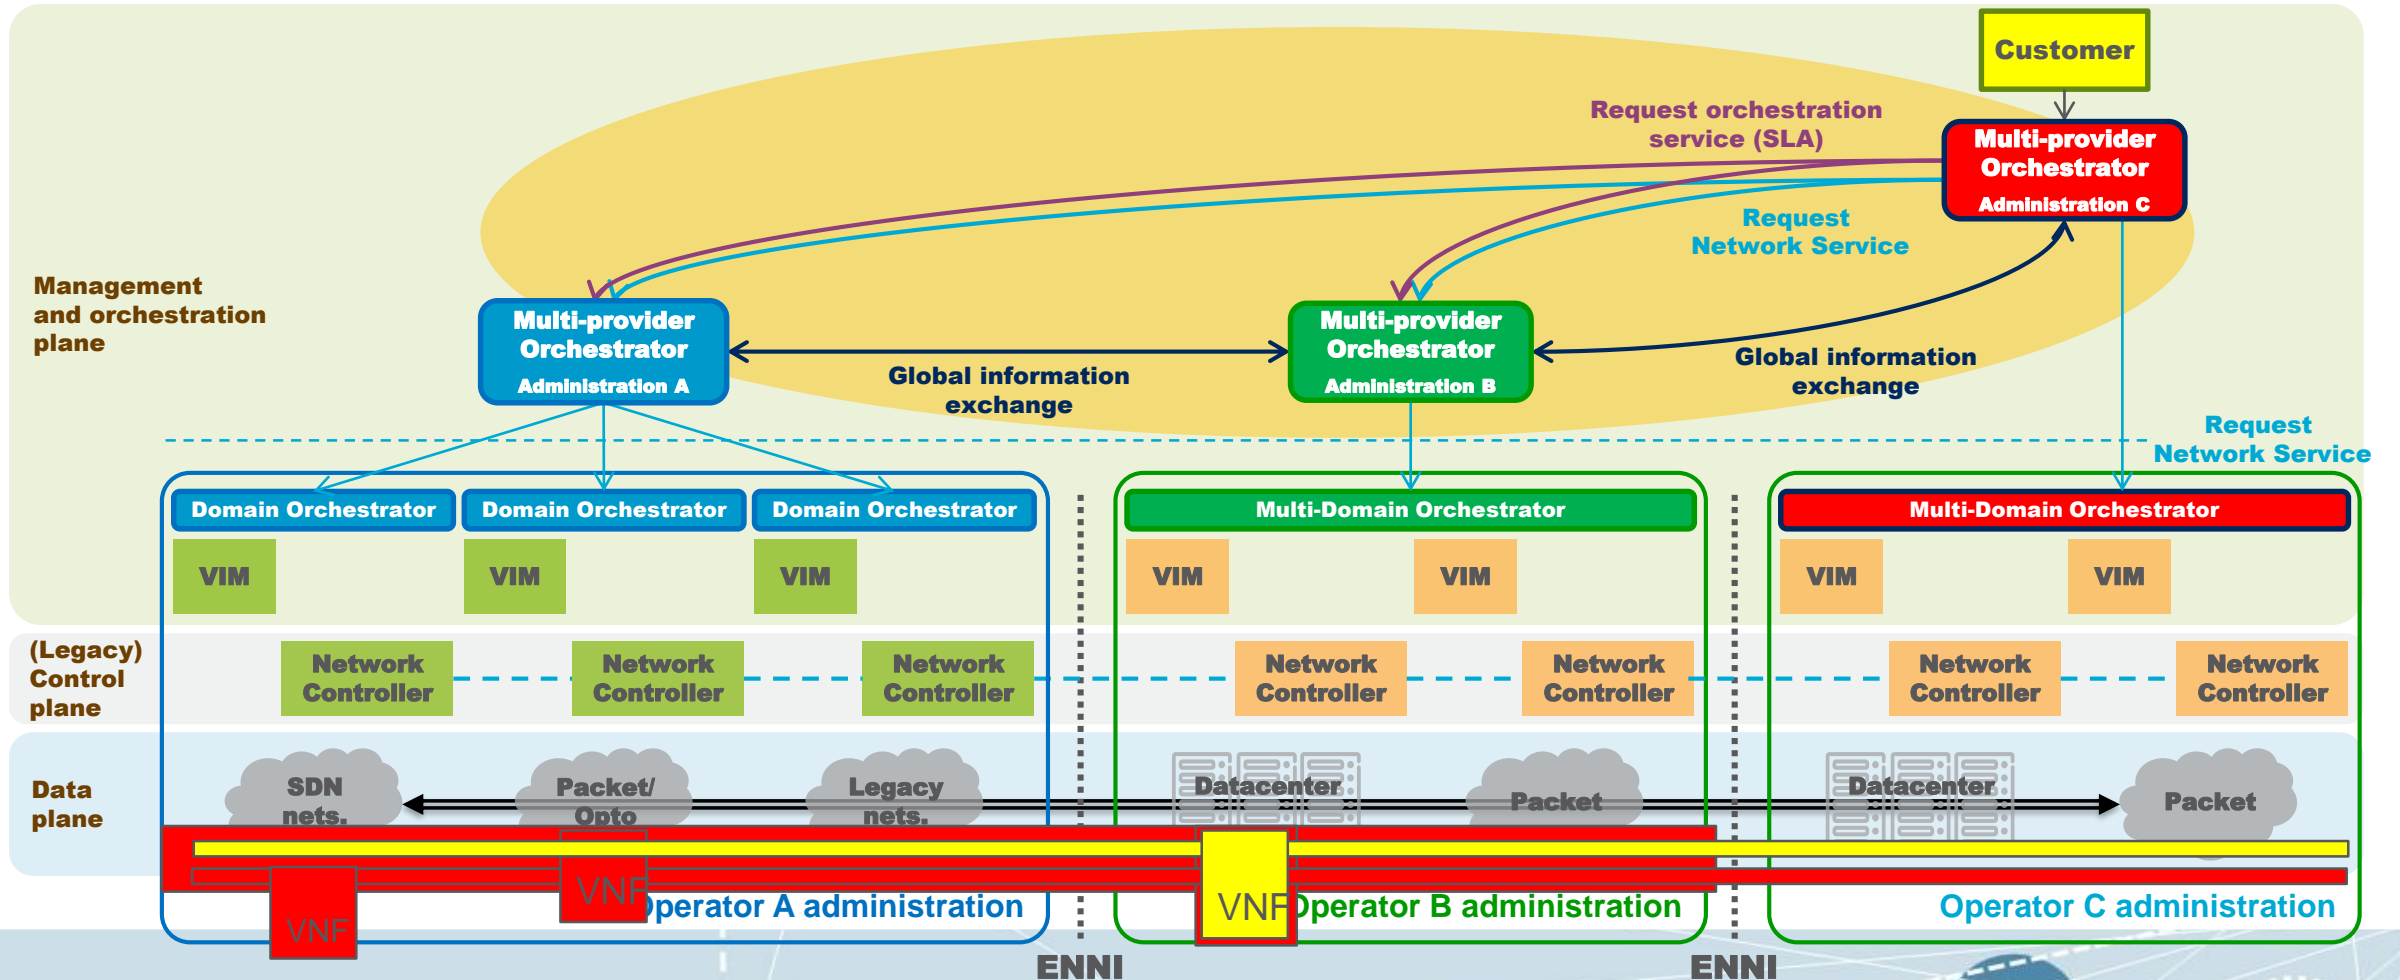 Customer
Request orchestration
service (SLA)
Multi-provider
Orchestrator
Administration C
Request
Network Service
Management
and orchestration
plane
Multi-provider
Orchestrator
Administration A
Global information
exchange
Multi-provider
Orchestrator
Administration B
Global information
exchange
Request
Network Service
Domain Orchestrator
Domain Orchestrator
Domain Orchestrator
Multi-Domain Orchestrator
Multi-Domain Orchestrator
VIM
VIM
VIM
VIM
VIM
VIM
VIM
(Legacy)
Control
plane
Network
Controller
Network
Controller
Network
Controller
Network
Controller
Network
Controller
Network
Controller
Network
Controller
Data
plane
SDN
nets.
Packet/
Opto
Legacy
nets.
Datacenter
Packet
Datacenter
Packet
VNF
VNF
VNF
Operator A administration
Operator B administration
Operator C administration
ENNI
ENNI